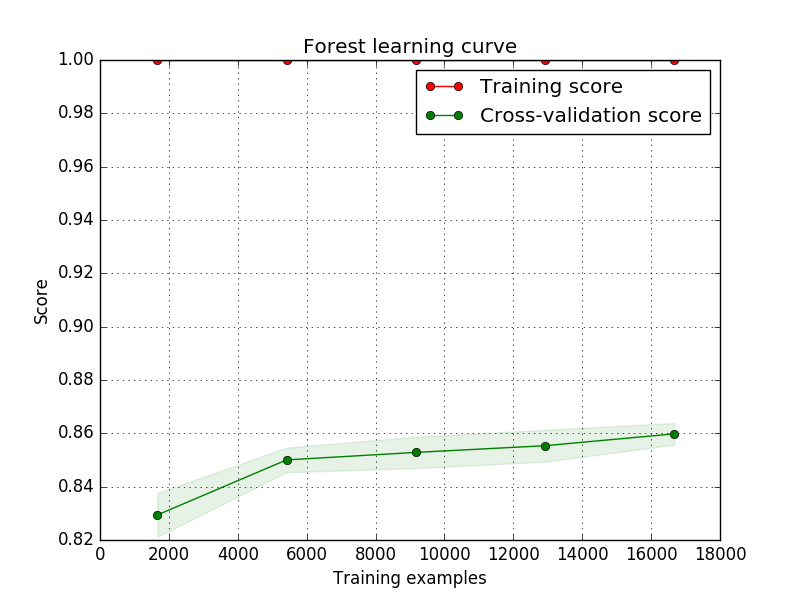 Forest learning curve
1.00
0.98
0.96
0.94
0.92
0.90
0.88
0.86
0.84
0.82
Score
Training score
Cross-validation score
0 2000 4000 6000 8000 10000 12000 14000 16000 18000
Training examples